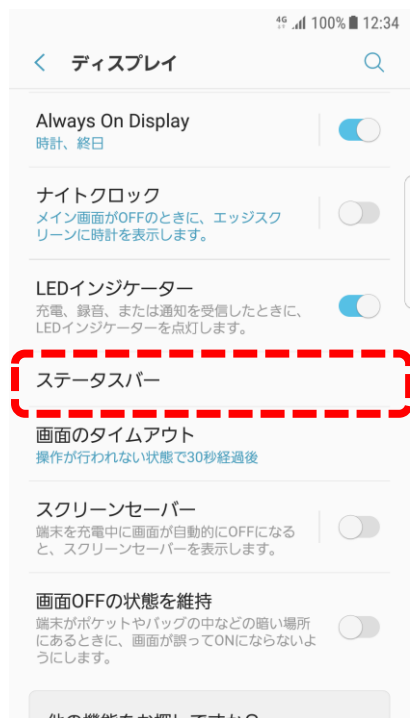 4G 100% 12:34
ディスプレイ
Always On Display
時計、終日
ナイトクロック
メイン画面がOFFのときに、エッジスク
リーンに時計を表示します。
LEDインジケーター
充電、録音、または通知を受信したときに、
LEDインジケーターを点灯します。
ステータスバー
画面のタイムアウト
操作が行われない状態で30秒経過後
スクリーンセーバー
端末を充電中に画面が自動的にOFFになる
と、スクリーンセーバーを表示します。
画面OFFの状態を維持
端末がポケットやバッグの中などの暗い場所
にあるときに、画面が誤ってONにならないよ
うにします。
他の機能をお探しですか?